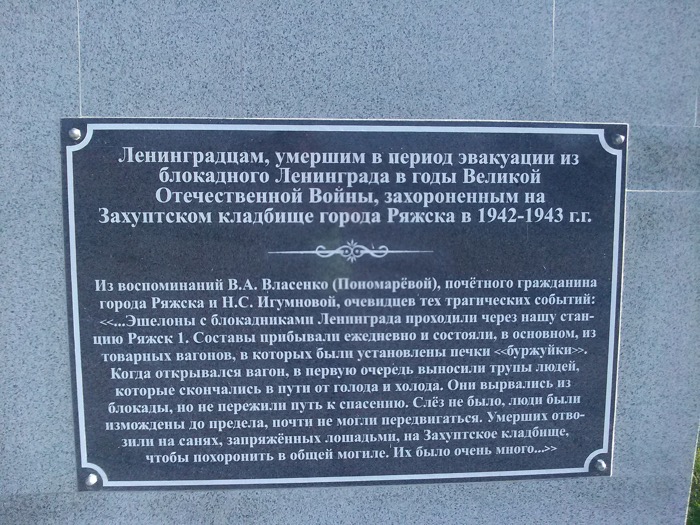 Ленинградцам, умершим в период эвакуации из
блокадного Ленинграда в годы Великой
Отечественной Войны, захороненным на
Захуптском кладбище города Ряжска в 1942-1943 г.г.
Из воспоминаний В.А. Власенко (Пономарёвой), почётного гражданина
города Ряжска и Н.С. Игумновой, очевидцев тех трагических событий:
<<...Эшелоны с блокадниками Ленинграда проходили через нашу стан-
цию Ряжск 1. Составы прибывали ежедневно и состояли, в основном, из
товарных вагонов, в которых были установлены печки <<буржуйки>>.
Когда открывался вагон, в первую очередь выносили трупы людей,
которые скончались в пути от голода и холода. Они вырвались из
блокады, но не пережили путь к спасению. Слёз не было, люди были
измождены до предела, почти не могли передвигаться. Умерших отво-
зили на санях, запряжённых лошадьми, на Захуптское кладбище,
чтобы похоронить в общей могиле. Их было очень много...>>